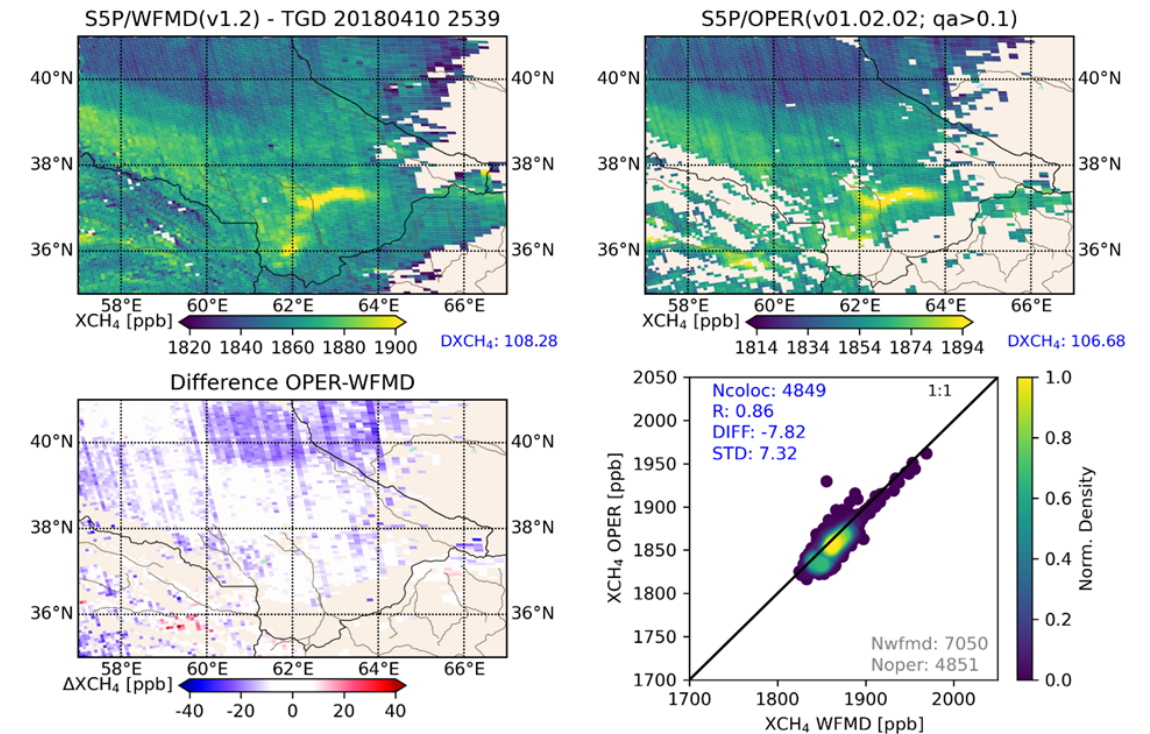 S5P/WFMD(v1.2) - TGD 20180410 2539
40°N
38°N
36°N
58°E 60°E 62°E 64°E 66°E
XCH₄ [ppb]
1820 1840 1860 1880 1900
DXCH₄: 108.28
S5P/OPER(v01.02.02; qa>0.1)
40°N 40°N
38°N 38°N
36°N 36°N
58°E 60°E 62°E 64°E 66°E
XCH₄ [ppb]
1814 1834 1854 1874 1894
DXCH₄: 106.68
Difference OPER-WFMD
40°N 40°N
38°N 38°N
36°N 36°N
58°E 60°E 62°E 64°E 66°E
ΔXCH₄ [ppb]
-40 -20 0 20 40
Ncoloc: 4849
R: 0.86
DIFF: -7.82
STD: 7.32
1:1
Nwfmd: 7050
Noper: 4851
2050
2000
1950
1900
1850
1800
1750
1700
XCH₄ OPER [ppb]
1700 1800 1900 2000
XCH₄ WFMD [ppb]
1.0
0.8
0.6
0.4
0.2
0.0
Norm. Density